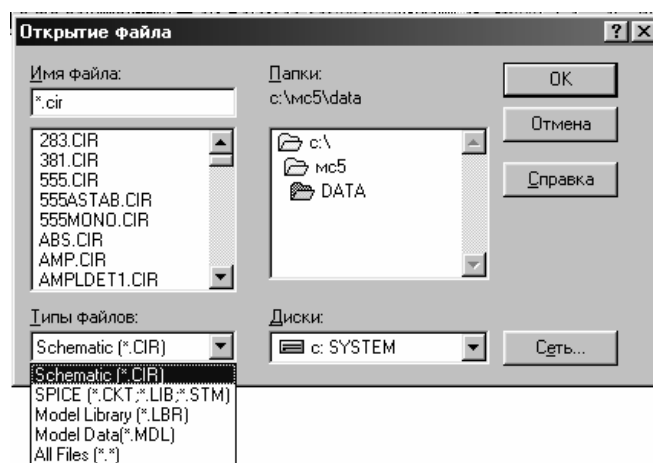 Открытие файла
Имя файла:
*.cir
283.CIR
381.CIR
555.CIR
555ASTAB.CIR
555MONO.CIR
ABS.CIR
AMP.CIR
AMPLDET1.CIR
Папки:
c:\мс5\data
c:\
мс5
DATA
OK
Отмена
Справка
Типы файлов:
Schematic (*.CIR)
Schematic (*.CIR)
SPICE (*.CKT;*.LIB;*.STM)
Model Library (*.LBR)
Model Data(*.MDL)
All Files (*.*)
Диски:
c: SYSTEM
Сеть...